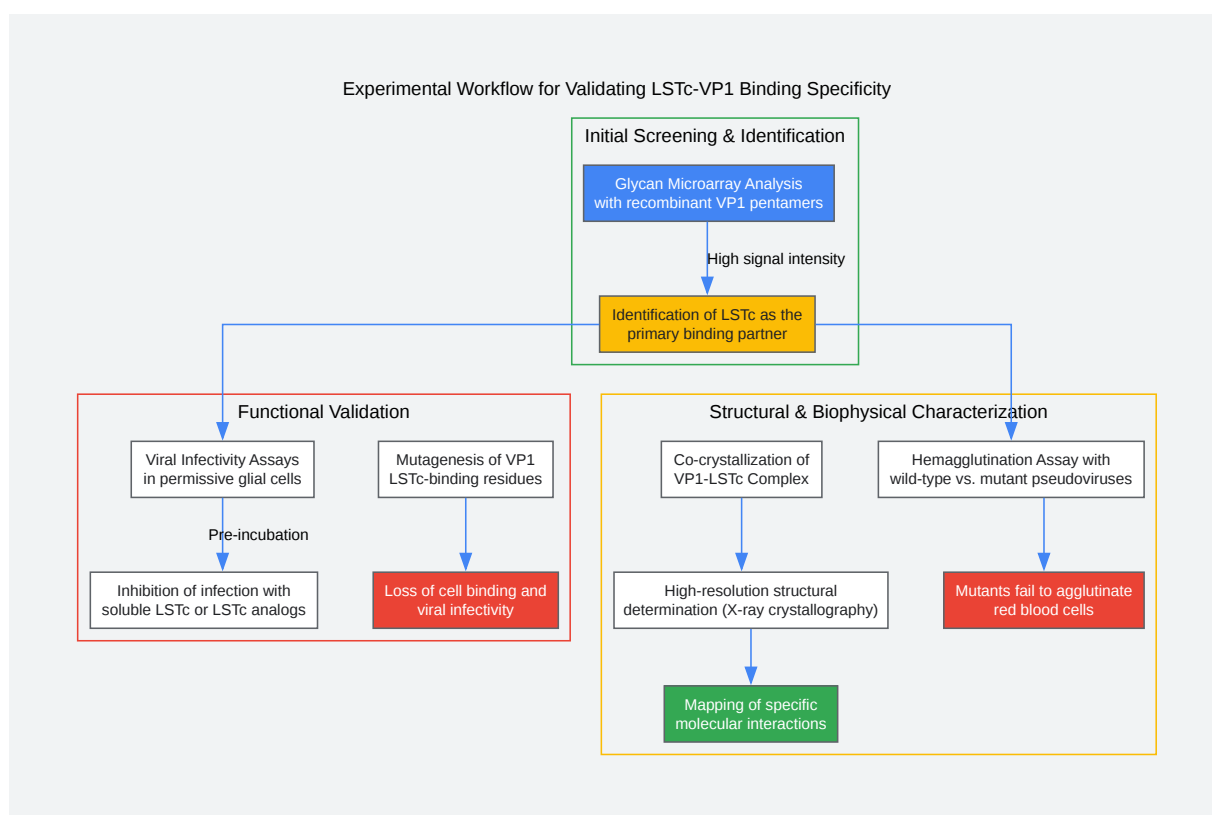 Experimental Workflow for Validating LSTc-VP1 Binding Specificity
Initial Screening & Identification
Glycan Microarray Analysis
with recombinant VP1 pentamers
High signal intensity
Identification of LSTc as the
primary binding partner
Functional Validation
Viral Infectivity Assays
in permissive glial cells
Mutagenesis of VP1
LSTc-binding residues
Pre-incubation
Inhibition of infection with
soluble LSTc or LSTc analogs
Loss of cell binding and
viral infectivity
Structural & Biophysical Characterization
Co-crystallization of
VP1-LSTc Complex
Hemagglutination Assay with
wild-type vs. mutant pseudoviruses
High-resolution structural
determination (X-ray crystallography)
Mutants fail to agglutinate
red blood cells
Mapping of specific
molecular interactions